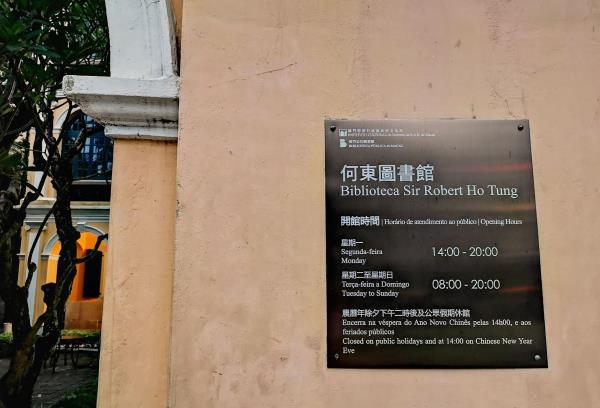 何東圖書館
Biblioteca Sir Robert Ho Tung
開館時間 | Horário de atendimento ao público | Opening Hours
星期一
Segunda-feira
Monday
14:00 - 20:00
星期二至星期日
Terça-feira a Domingo
Tuesday to Sunday
08:00 - 20:00
農曆年除夕下午二時後及公眾假期休館
Encerra na véspera do Ano Novo Chinês pelas 14h00, e aos
feriados públicos
Closed on public holidays and at 14:00 on Chinese New Year
Eve